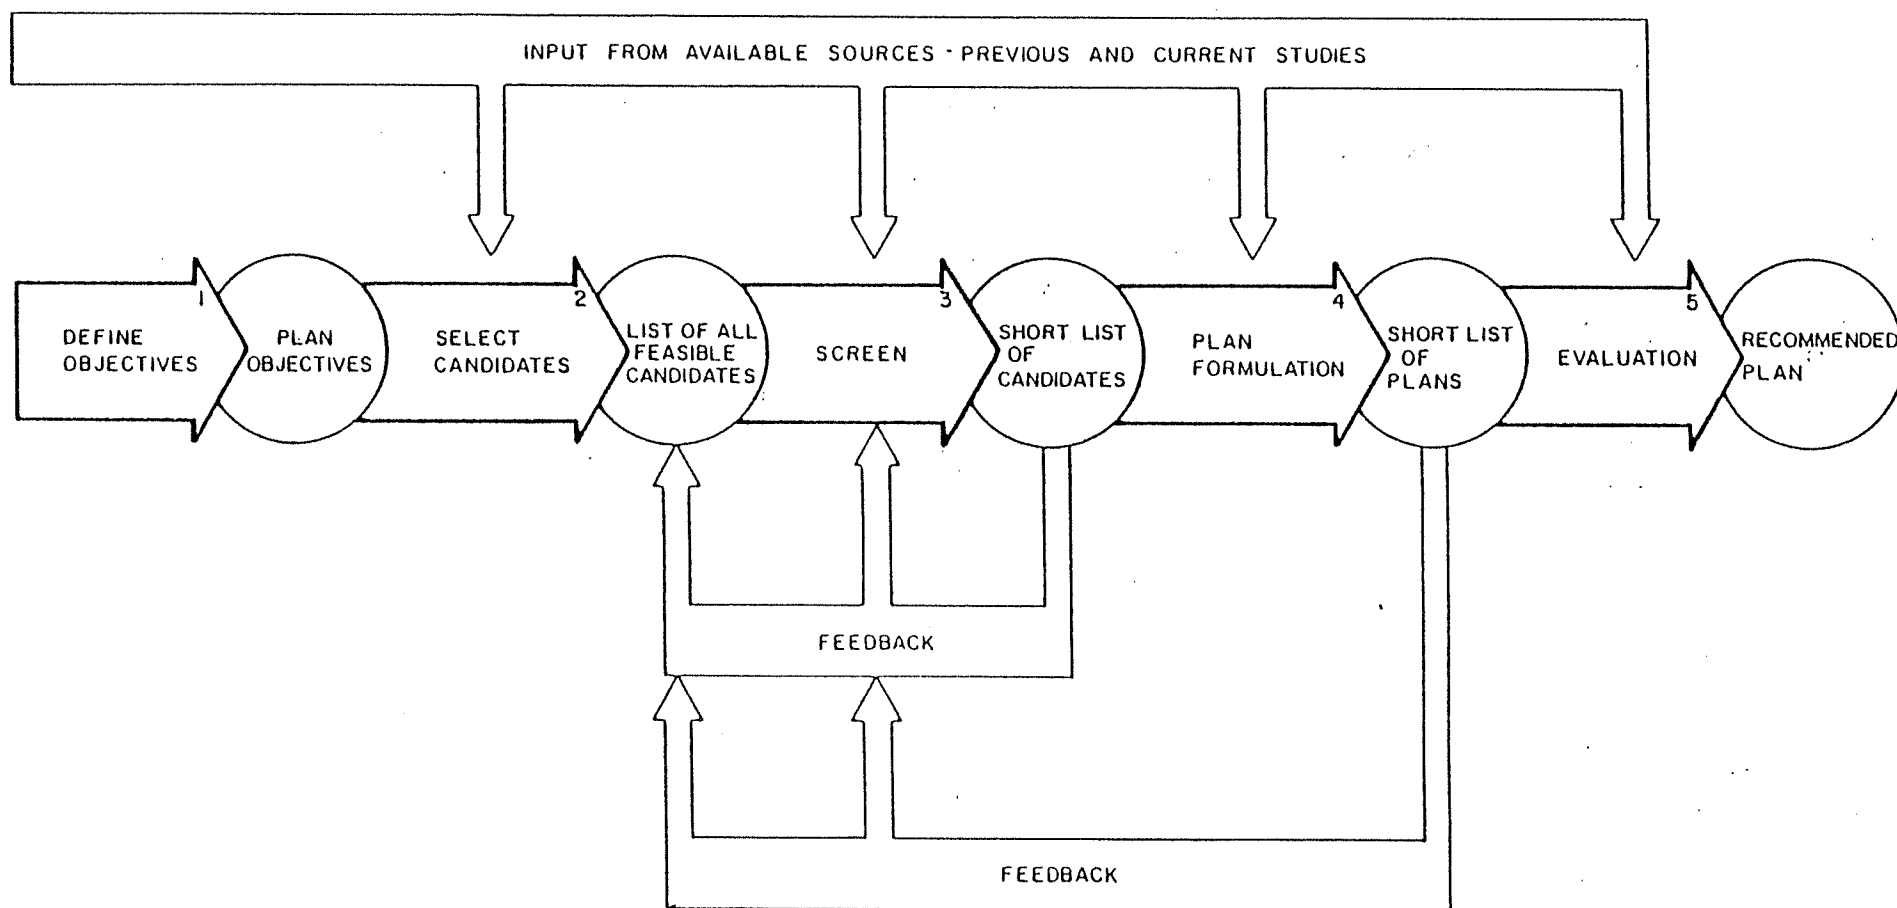 INPUT FROM AVAILABLE SOURCES - PREVIOUS AND CURRENT STUDIES
1
DEFINE
OBJECTIVES
PLAN
OBJECTIVES
2
SELECT
CANDIDATES
LIST OF ALL
FEASIBLE
CANDIDATES
3
SCREEN
SHORT LIST
OF
CANDIDATES
4
PLAN
FORMULATION
SHORT LIST
OF
PLANS
5
EVALUATION
RECOMMENDED
PLAN
FEEDBACK
FEEDBACK